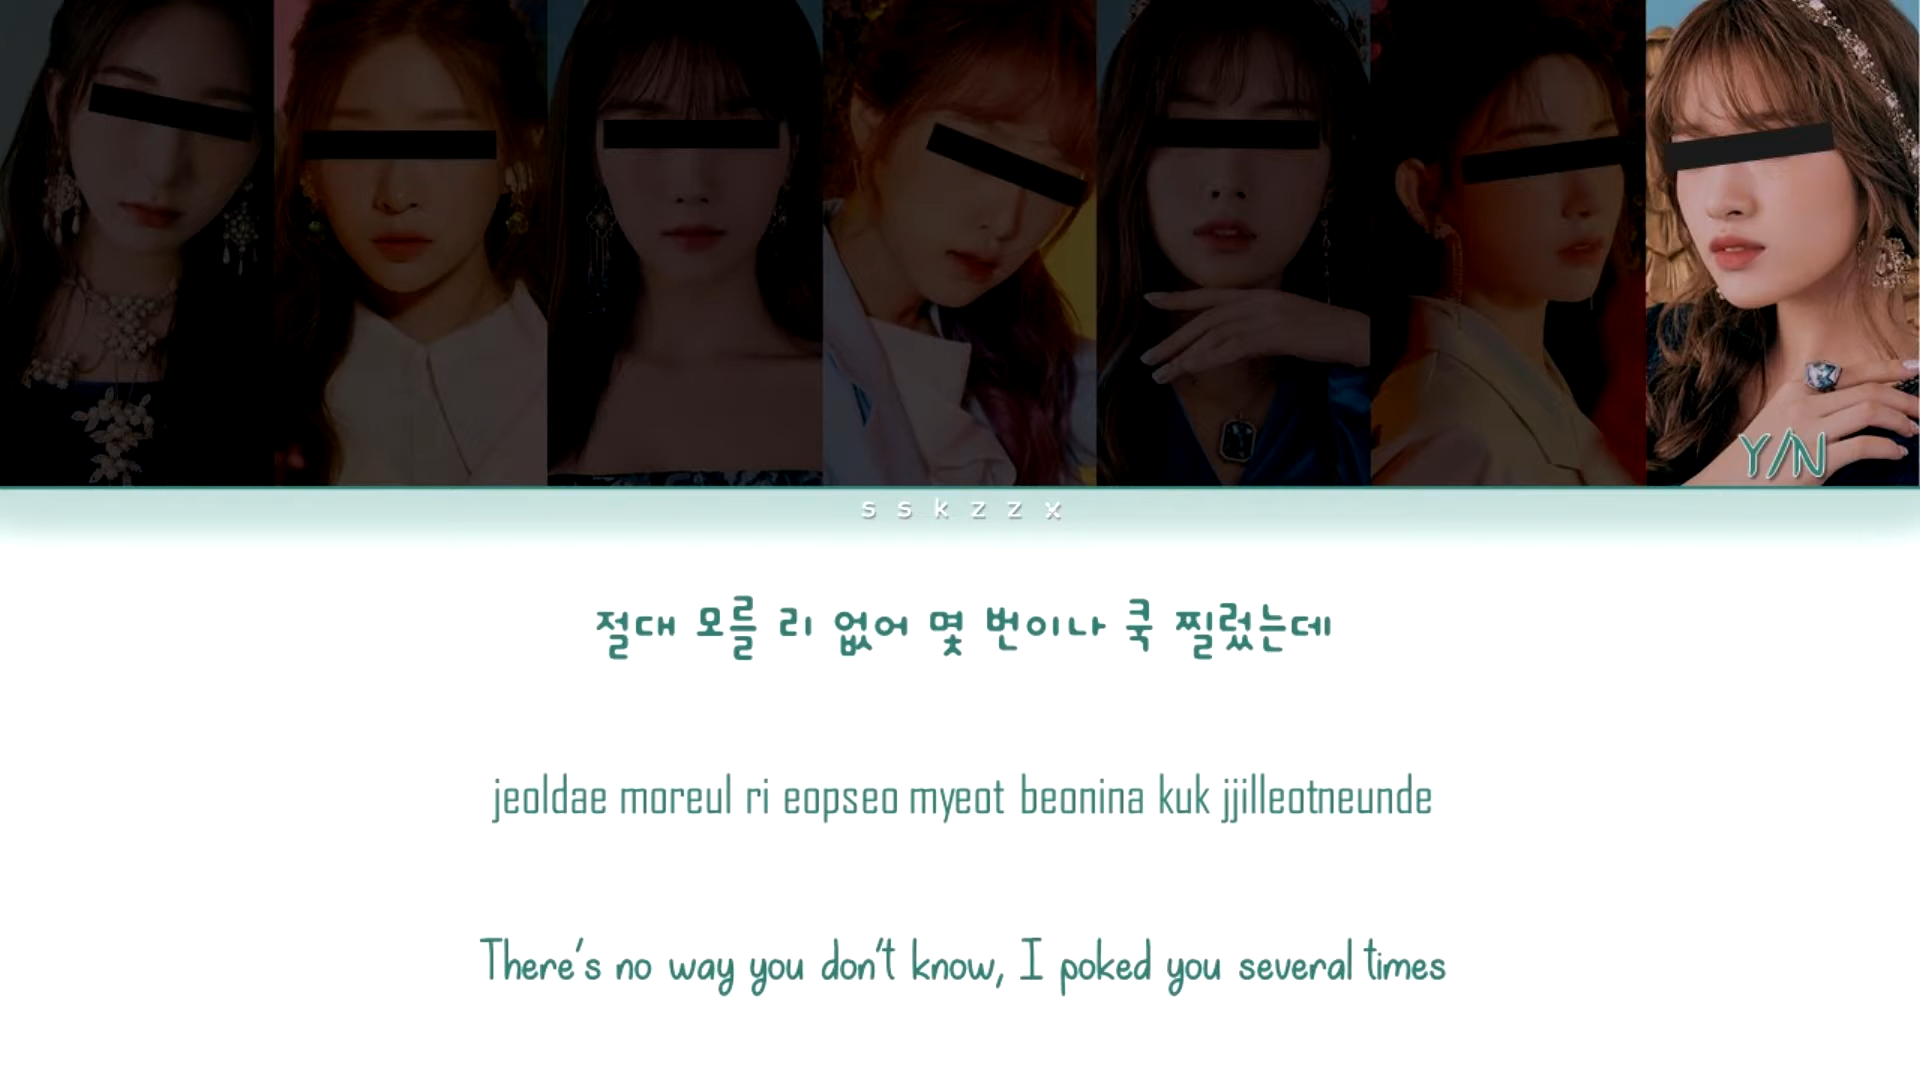 Y/N
s s k z z x
절대 모를 리 없어 몇 번이나 쿡 찔렀는데
jeoldae moreul ri eopseo myeot beonina kuk jjilleotneunde
There's no way you don't know, I poked you several times